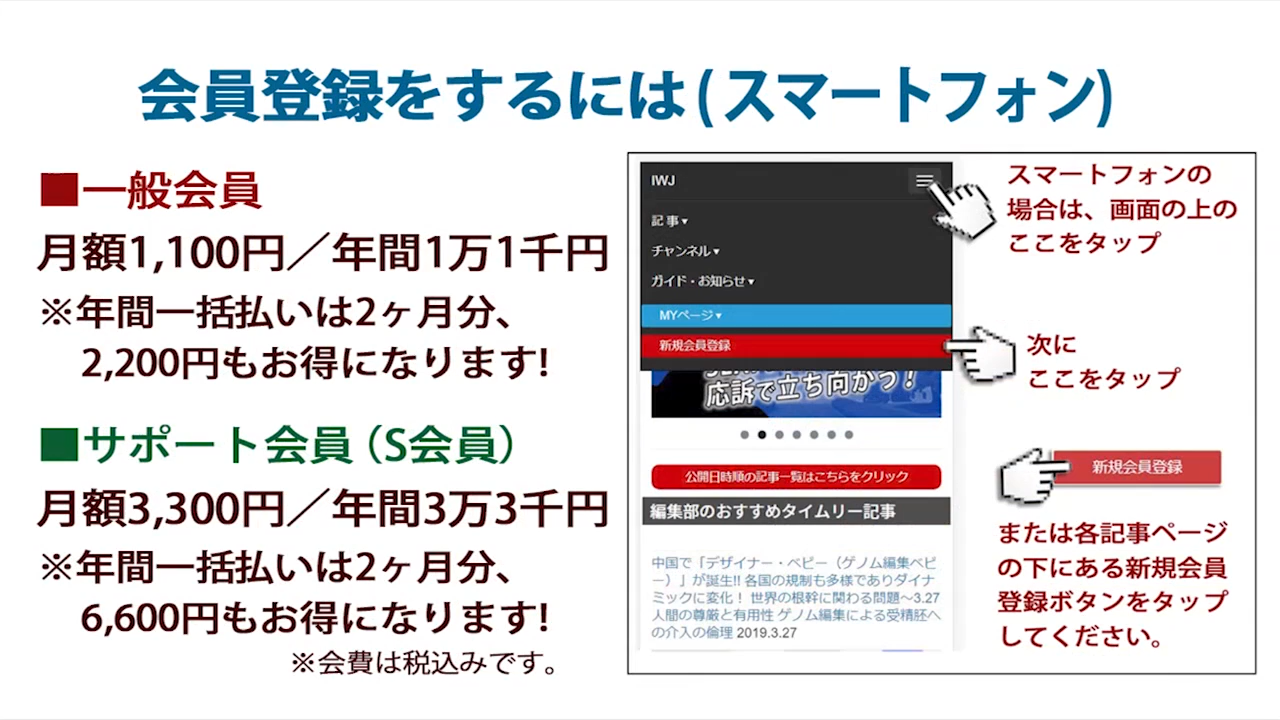 会員登録をするには(スマートフォン)
■一般会員
月額1,100円／年間1万1千円
※年間一括払いは2ヶ月分、
2,200円もお得になります!
■サポート会員（S会員）
月額3,300円／年間3万3千円
※年間一括払いは2ヶ月分、
6,600円もお得になります!
※会費は税込みです。
IWJ
記事▾
チャンネル▾
ガイド・お知らせ▾
MYページ▾
新規会員登録
応訴で立ち向かう！
公開日時順の記事一覧はこちらをクリック
編集部のおすすめタイムリー記事
中国で「デザイナー・ベビー（ゲノム編集ベビ
ー）」が誕生!! 各国の規制も多様でありダイナ
ミックに変化！ 世界の根幹に関わる問題～3.27
人間の尊厳と有用性 ゲノム編集による受精胚へ
の介入の倫理 2019.3.27
スマートフォンの
場合は、画面の上の
ここをタップ
次に
ここをタップ
新規会員登録
または各記事ページ
の下にある新規会員
登録ボタンをタップ
してください。